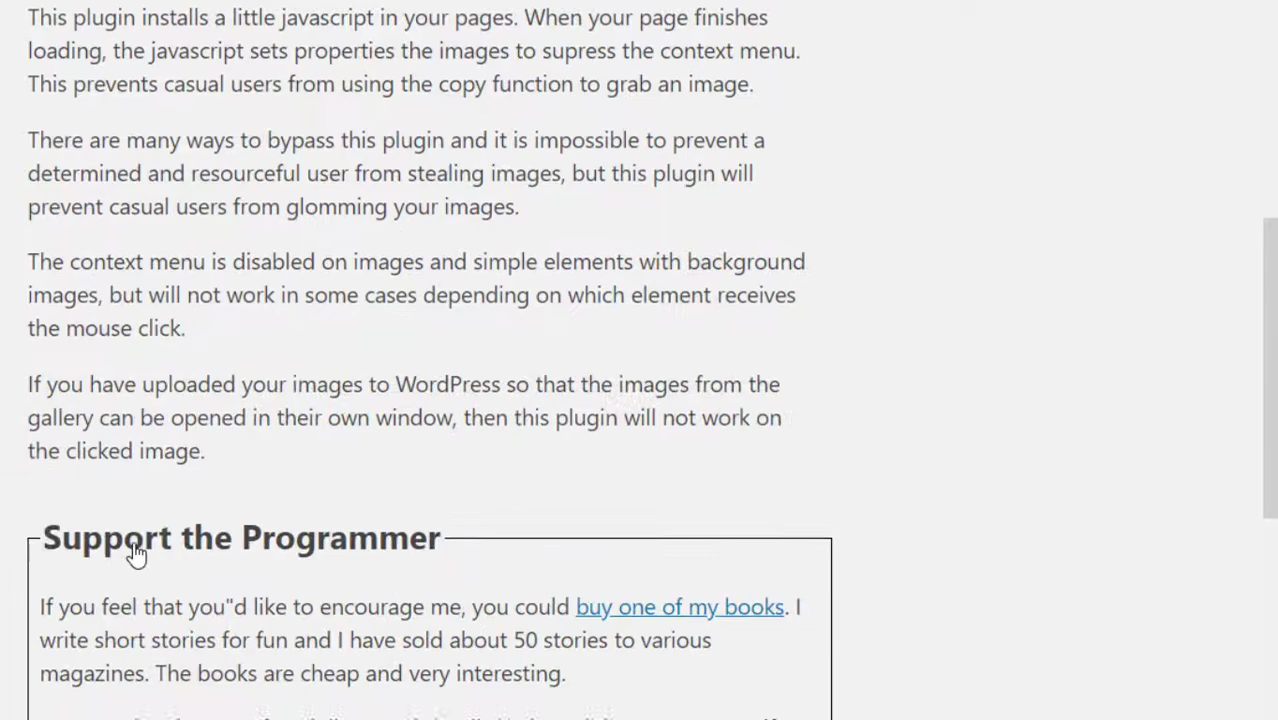 This plugin installs a little javascript in your pages. When your page finishes
loading, the javascript sets properties the images to supress the context menu.
This prevents casual users from using the copy function to grab an image.
There are many ways to bypass this plugin and it is impossible to prevent a
determined and resourceful user from stealing images, but this plugin will
prevent casual users from glomming your images.
The context menu is disabled on images and simple elements with background
images, but will not work in some cases depending on which element receives
the mouse click.
If you have uploaded your images to WordPress so that the images from the
gallery can be opened in their own window, then this plugin will not work on
the clicked image.
Support the Programmer
If you feel that you"d like to encourage me, you could buy one of my books. I
write short stories for fun and I have sold about 50 stories to various
magazines. The books are cheap and very interesting.